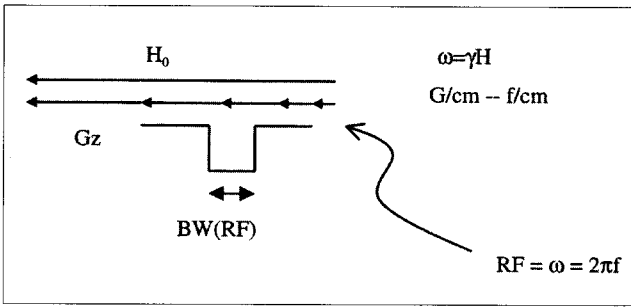 H₀
ω=γH
G/cm -- f/cm
Gz
BW(RF)
RF = ω = 2πf